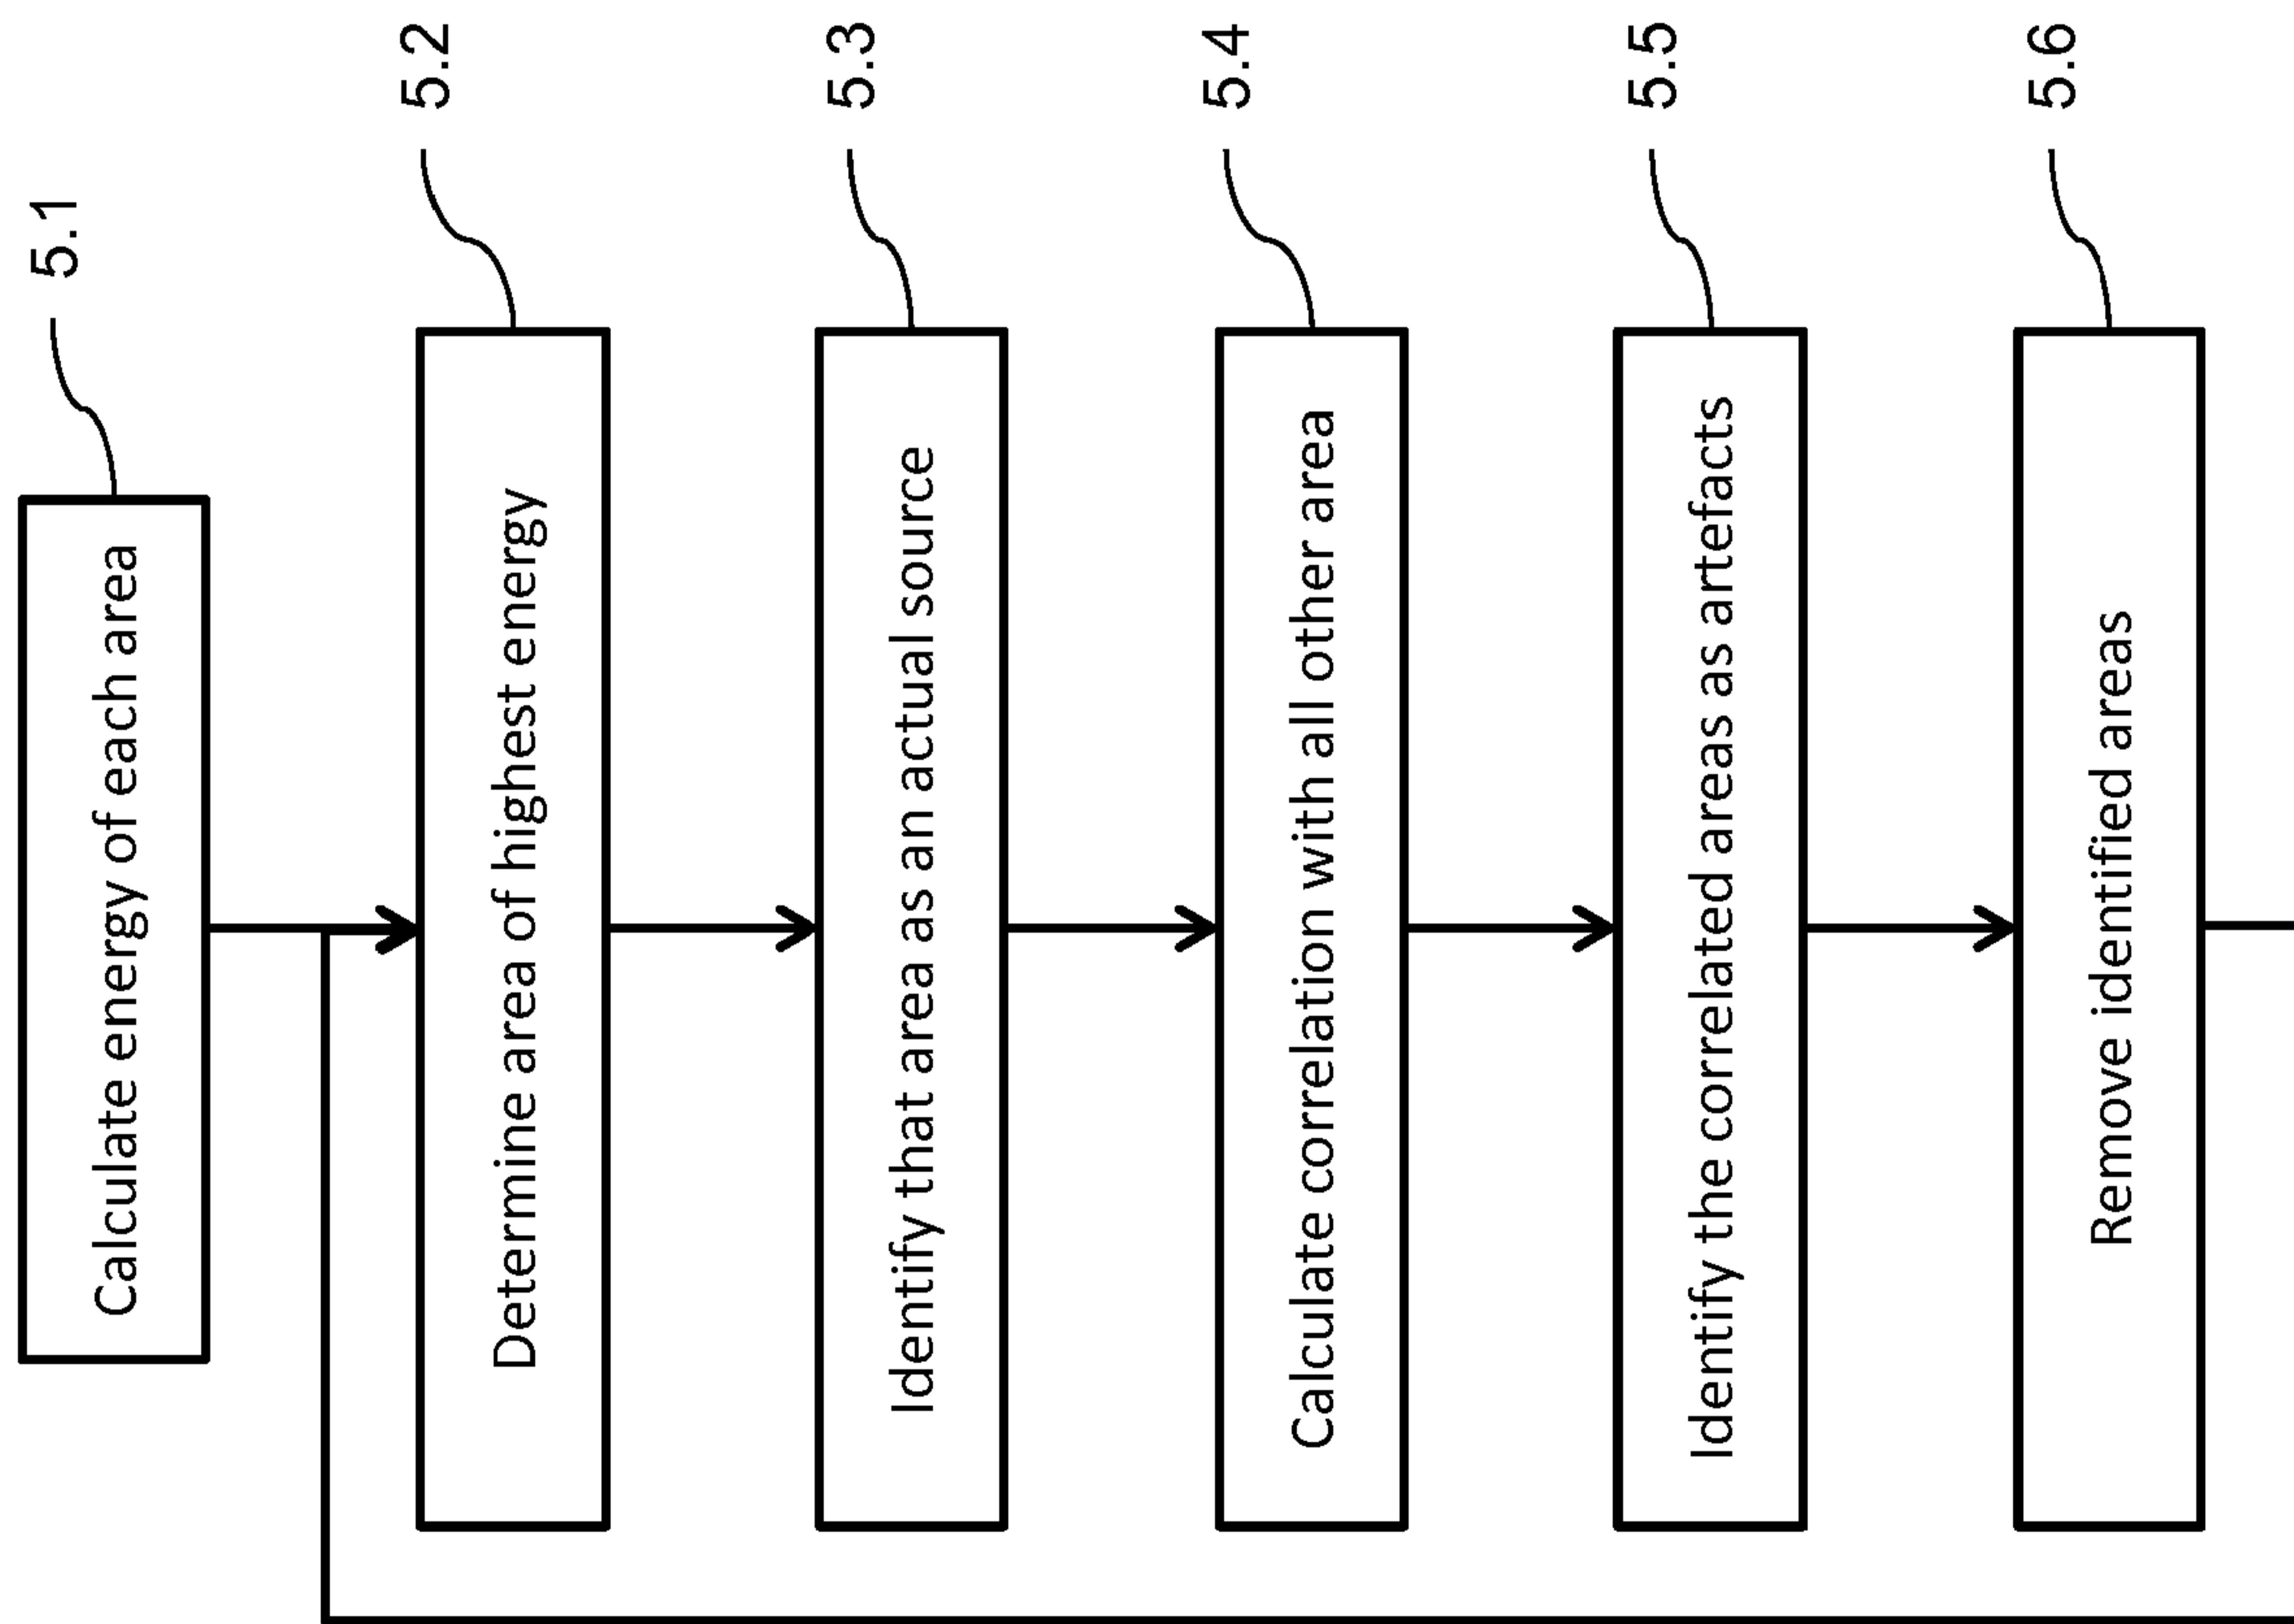 5.1
Calculate energy of each area
5.2
Determine area of highest energy
5.3
Identify that area as an actual source
5.4
Calculate correlation with all other area
5.5
Identify the correlated areas as artefacts
5.6
Remove identified areas